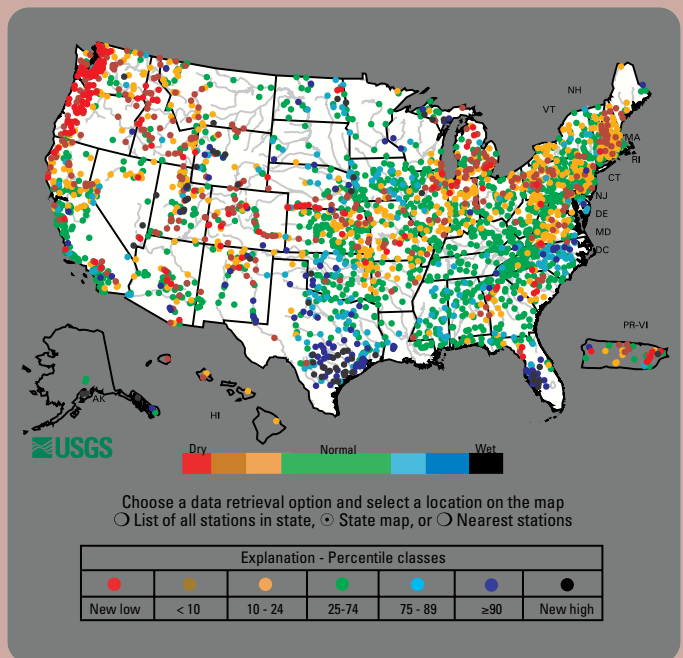 NH
VT
MA
RI
CT
NJ
DE
MD
DC
PR-VI
AK
HI
USGS
Dry Normal Wet
Choose a data retrieval option and select a location on the map
List of all stations in state, State map, or Nearest stations
Explanation - Percentile classes
New low < 10 10 - 24 25-74 75 - 89 ≥90 New high